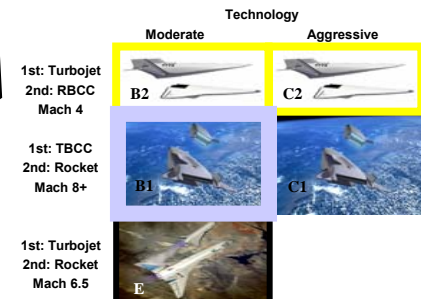 Technology
Moderate Aggressive
1st: Turbojet
2nd: RBCC
Mach 4
B2 C2
1st: TBCC
2nd: Rocket
Mach 8+
B1 C1
1st: Turbojet
2nd: Rocket
Mach 6.5
E